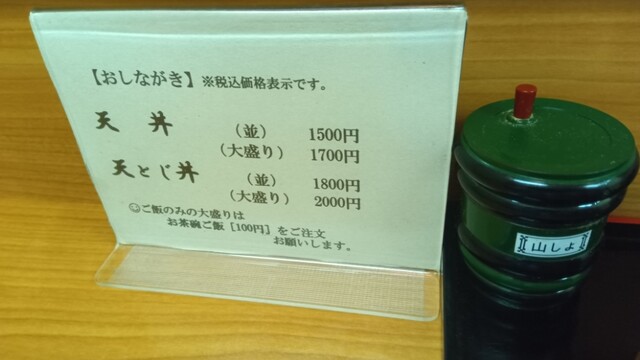 【おしながき】 ※税込価格表示です。
天丼 （並） 1500円
（大盛り） 1700円
天とじ丼 （並） 1800円
（大盛り） 2000円
☺ご飯のみの大盛りは
お茶碗ご飯［100円］をご注文
お願いします。
山しよ